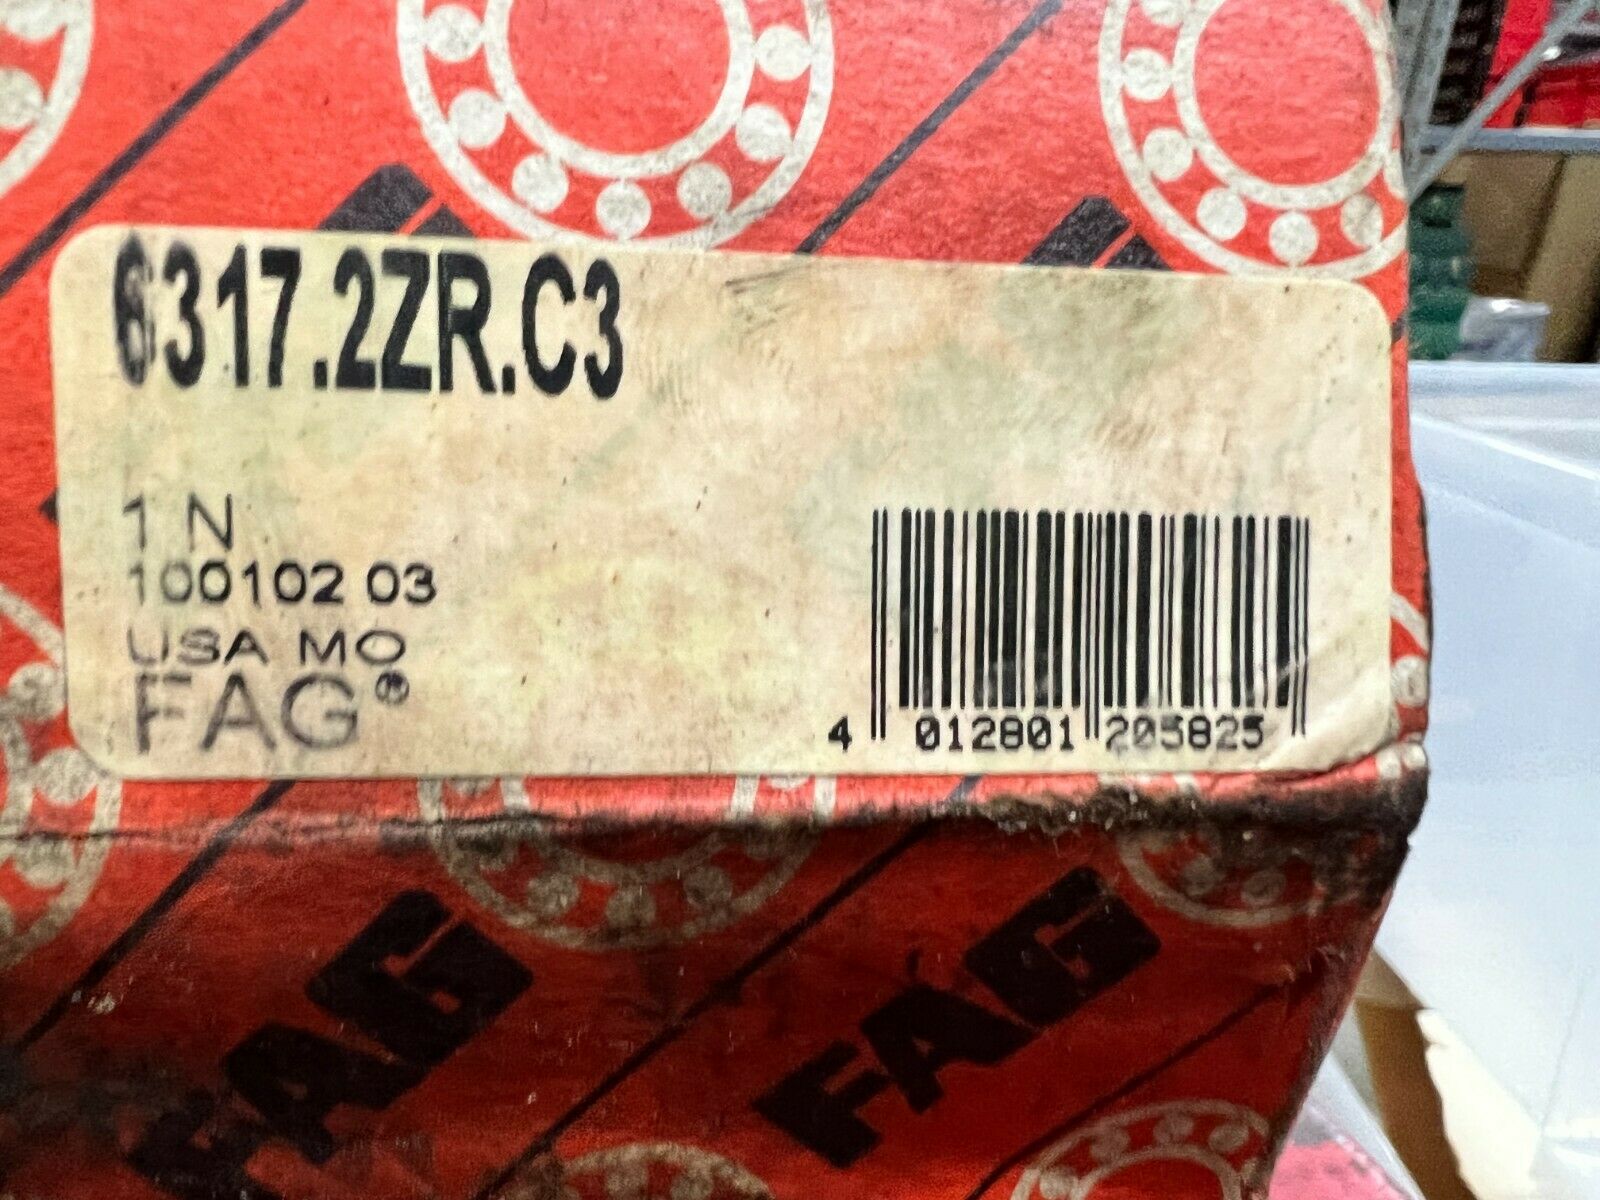 6317.2ZR.C3
1 N
100102 03
USA MO
FAG®
4 012801 205825
FAG FAG